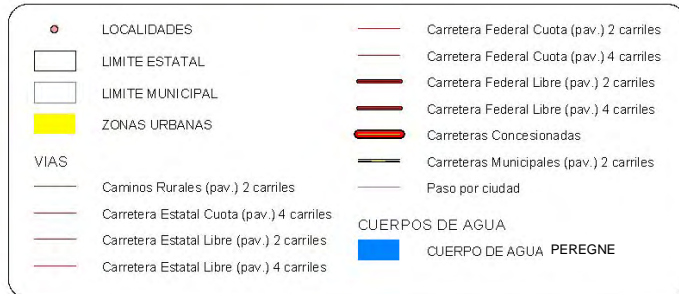 LOCALIDADES
LIMITE ESTATAL
LIMITE MUNICIPAL
ZONAS URBANAS
VIAS
Caminos Rurales (pav.) 2 carriles
Carretera Estatal Cuota (pav.) 4 carriles
Carretera Estatal Libre (pav.) 2 carriles
Carretera Estatal Libre (pav.) 4 carriles
Carretera Federal Cuota (pav.) 2 carriles
Carretera Federal Cuota (pav.) 4 carriles
Carretera Federal Libre (pav.) 2 carriles
Carretera Federal Libre (pav.) 4 carriles
Carreteras Concesionadas
Carreteras Municipales (pav.) 2 carriles
Paso por ciudad
CUERPOS DE AGUA
CUERPO DE AGUA PEREGNE